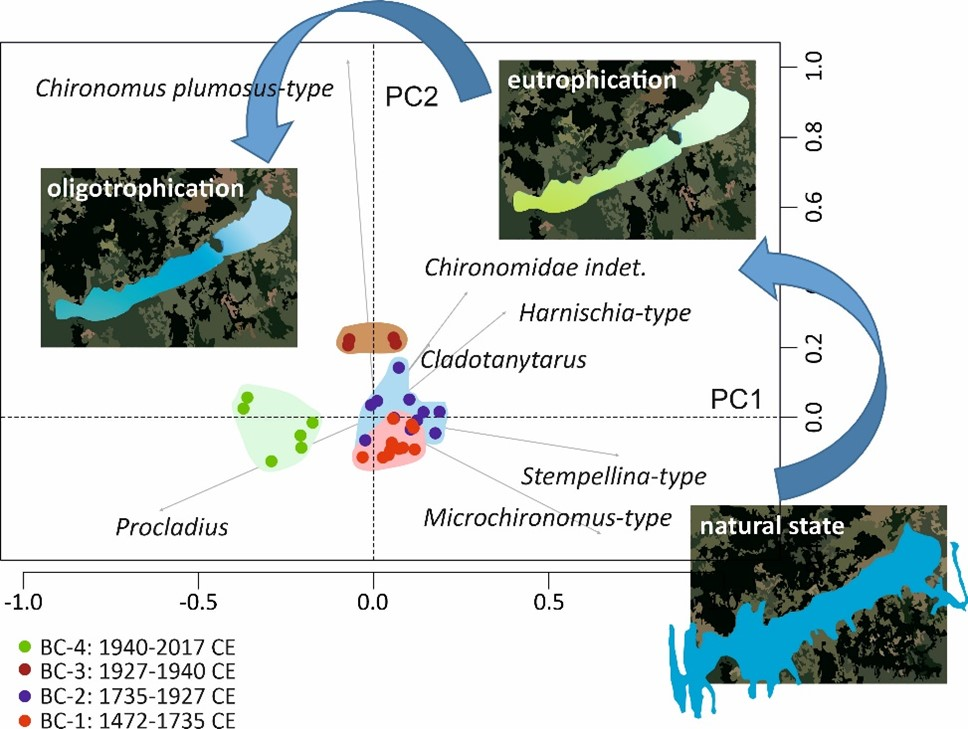 Chironomus plumosus-type
PC2
eutrophication
1.0
0.8
0.6
oligotrophication
Chironomidae indet.
Harnischia-type
Cladotanytarus
0.2
PC1
0.0
Stempellina-type
Microchironomus-type
Procladius
natural state
-1.0
-0.5
0.0
0.5
BC-4: 1940-2017 CE
BC-3: 1927-1940 CE
BC-2: 1735-1927 CE
BC-1: 1472-1735 CE